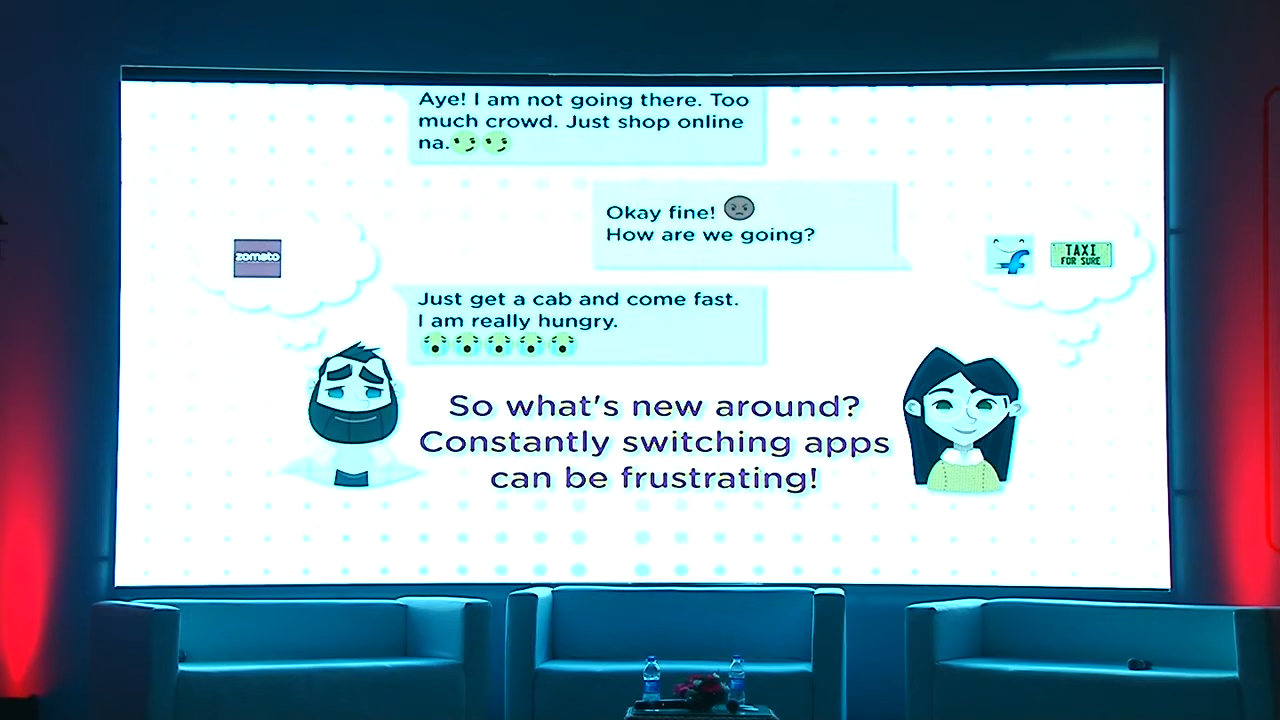 Aye! I am not going there. Too
much crowd. Just shop online
na.
Okay fine!
How are we going?
zomato
TAXI
FOR SURE
Just get a cab and come fast.
I am really hungry.
So what's new around?
Constantly switching apps
can be frustrating!